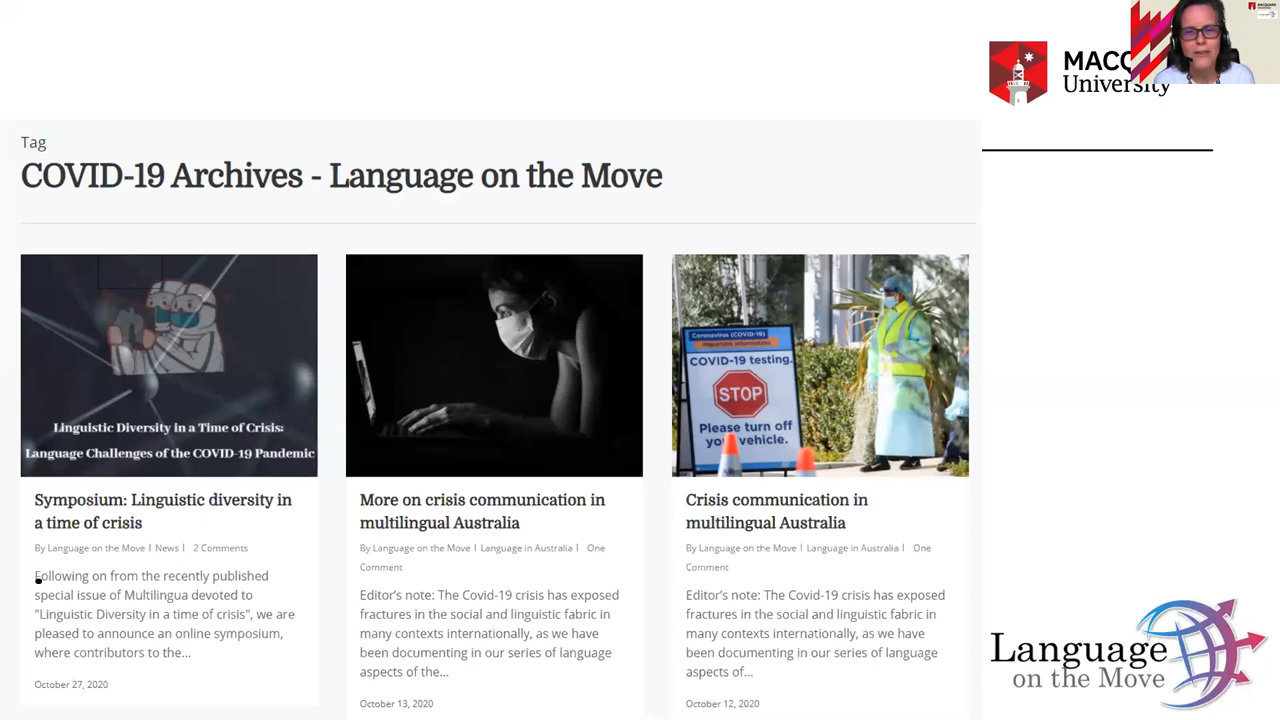 MACQ
University
Tag
COVID-19 Archives - Language on the Move
Linguistic Diversity in a Time of Crisis:
Language Challenges of the COVID-19 Pandemic
Coronavirus (COVID-19)
Important information
COVID-19 testing.
STOP
Please turn off
your vehicle.
Symposium: Linguistic diversity in
a time of crisis
By Language on the Move | News | 2 Comments
Following on from the recently published
special issue of Multilingua devoted to
"Linguistic Diversity in a time of crisis", we are
pleased to announce an online symposium,
where contributors to the...
October 27, 2020
More on crisis communication in
multilingual Australia
By Language on the Move | Language in Australia | One
Comment
Editor's note: The Covid-19 crisis has exposed
fractures in the social and linguistic fabric in
many contexts internationally, as we have
been documenting in our series of language
aspects of the...
October 13, 2020
Crisis communication in
multilingual Australia
By Language on the Move | Language in Australia | One
Comment
Editor's note: The Covid-19 crisis has exposed
fractures in the social and linguistic fabric in
many contexts internationally, as we have
been documenting in our series of language
aspects of...
October 12, 2020
Language
on the Move